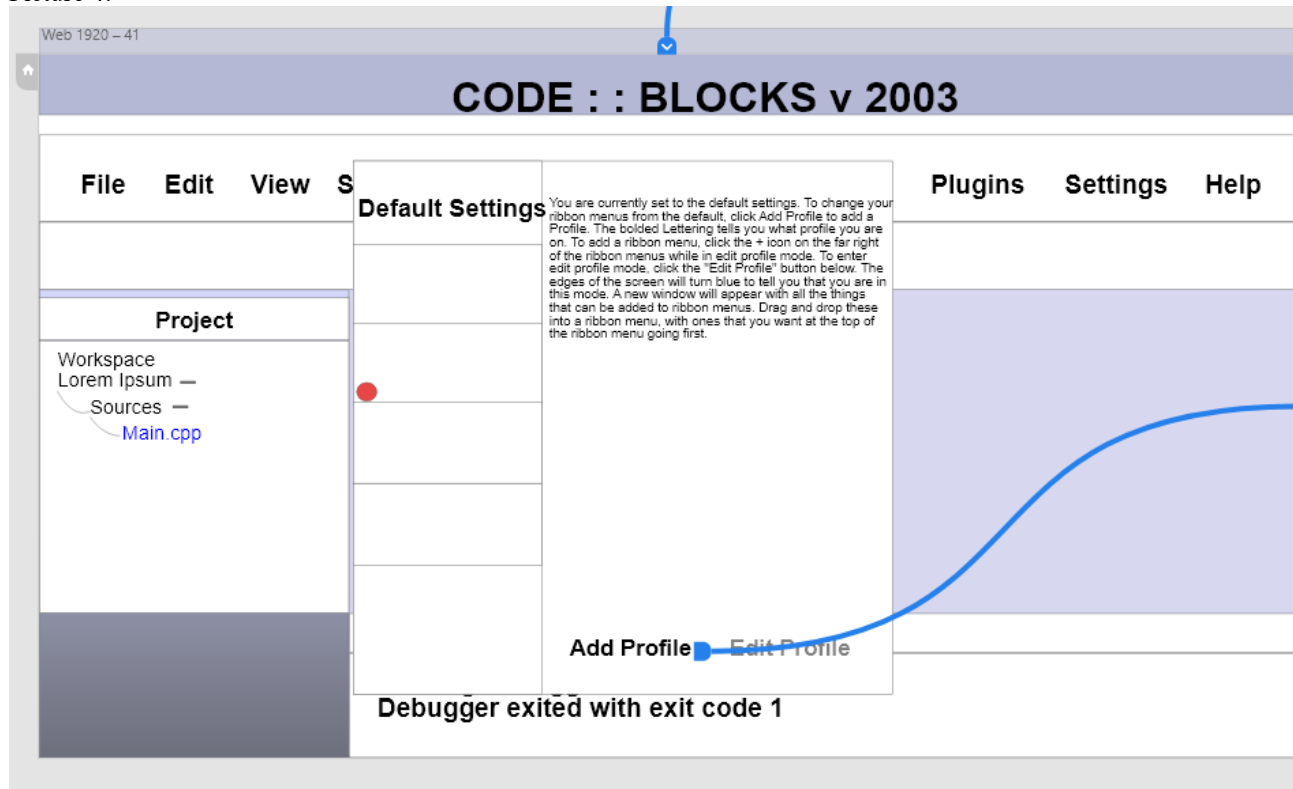 Web 1920 – 41
CODE : : BLOCKS v 2003
File Edit View S Plugins Settings Help
Default Settings
You are currently set to the default settings. To change your
ribbon menus from the default, click Add Profile to add a
Profile. The bolded Lettering tells you what profile you are
on. To add a ribbon menu, click the + icon on the far right
of the ribbon menus while in edit profile mode. To enter
edit profile mode, click the "Edit Profile" button below. The
edges of the screen will turn blue to tell you that you are in
this mode. A new window will appear with all the things
that can be added to ribbon menus. Drag and drop these
into a ribbon menu, with ones that you want at the top of
the ribbon menu going first.
Project
Workspace
Lorem Ipsum —
Sources —
Main.cpp
Add Profile Edit Profile
Debugger exited with exit code 1